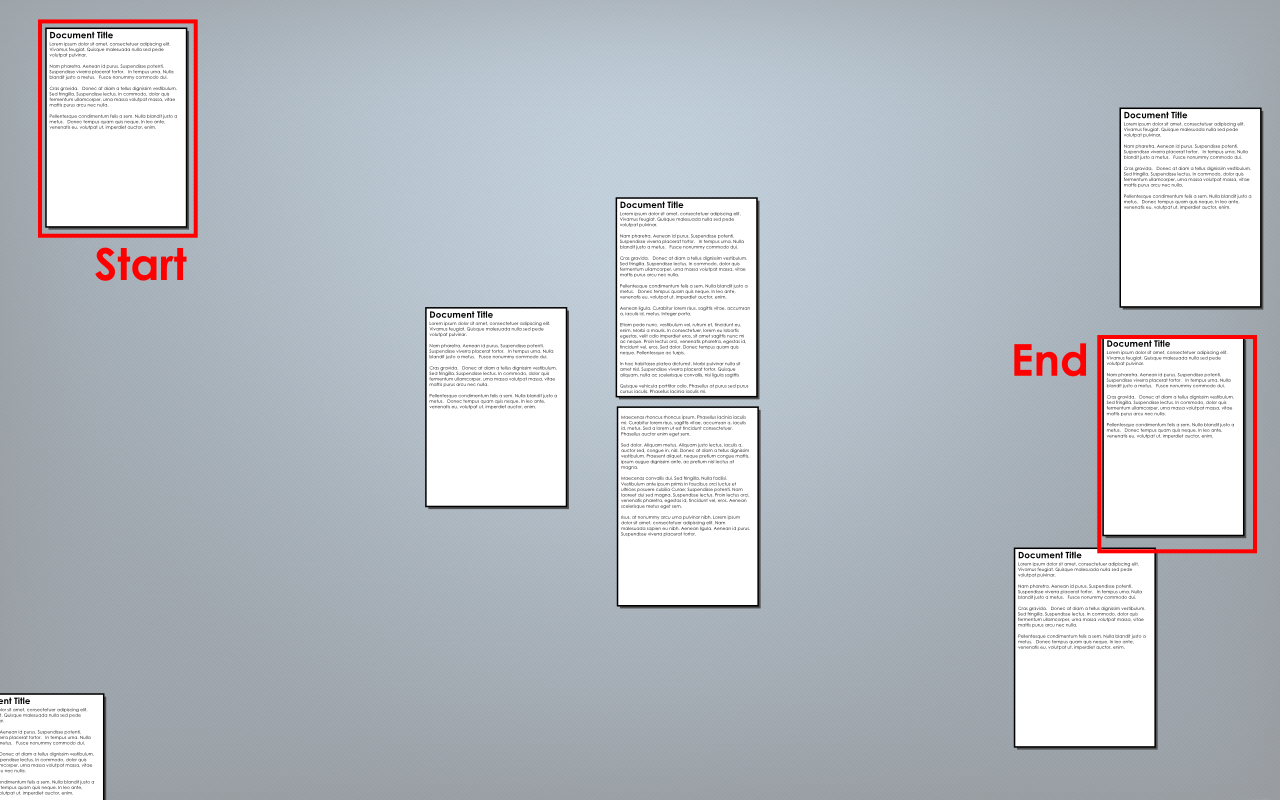 Document Title
Lorem ipsum dolor sit amet, consectetuer adipiscing elit.
Vivamus feugiat. Quisque malesuada nulla sed pede
volutpat pulvinar.
Nam pharetra. Aenean id purus. Suspendisse potenti.
Suspendisse viverra placerat tortor. In tempus urna. Nulla
blandit justo a metus. Fusce nonummy commodo dui.
Cras gravida. Donec at diam a tellus dignissim vestibulum.
Sed fringilla. Suspendisse lectus. In commodo, dolor quis
fermentum ullamcorper, urna massa volutpat massa, vitae
mattis purus arcu nec nulla.
Pellentesque condimentum felis a sem. Nulla blandit justo a
metus. Donec tempus quam quis neque. In leo ante,
venenatis eu, volutpat ut, imperdiet auctor, enim.
Start
Document Title
Lorem ipsum dolor sit amet, consectetuer adipiscing elit.
Vivamus feugiat. Quisque malesuada nulla sed pede
volutpat pulvinar.
Nam pharetra. Aenean id purus. Suspendisse potenti.
Suspendisse viverra placerat tortor. In tempus urna. Nulla
blandit justo a metus. Fusce nonummy commodo dui.
Cras gravida. Donec at diam a tellus dignissim vestibulum.
Sed fringilla. Suspendisse lectus. In commodo, dolor quis
fermentum ullamcorper, urna massa volutpat massa, vitae
mattis purus arcu nec nulla.
Pellentesque condimentum felis a sem. Nulla blandit justo a
metus. Donec tempus quam quis neque. In leo ante,
venenatis eu, volutpat ut, imperdiet auctor, enim.
Document Title
Lorem ipsum dolor sit amet, consectetuer adipiscing elit.
Vivamus feugiat. Quisque malesuada nulla sed pede
volutpat pulvinar.
Nam pharetra. Aenean id purus. Suspendisse potenti.
Suspendisse viverra placerat tortor. In tempus urna. Nulla
blandit justo a metus. Fusce nonummy commodo dui.
Cras gravida. Donec at diam a tellus dignissim vestibulum.
Sed fringilla. Suspendisse lectus. In commodo, dolor quis
fermentum ullamcorper, urna massa volutpat massa, vitae
mattis purus arcu nec nulla.
Pellentesque condimentum felis a sem. Nulla blandit justo a
metus. Donec tempus quam quis neque. In leo ante,
venenatis eu, volutpat ut, imperdiet auctor, enim.
Aenean ligula. Curabitur lorem risus, sagittis vitae, accumsan
a, iaculis id, metus. Integer porta.
Etiam pede nunc, vestibulum vel, rutrum et, tincidunt eu,
enim. Morbi a mauris. In consectetuer, lorem eu lobortis
egestas, velit odio imperdiet eros, sit amet sagittis nunc mi
ac neque. Proin lectus orci, venenatis pharetra, egestas id,
tincidunt vel, eros. Sed dolor. Donec tempus quam quis
neque. Pellentesque ac turpis.
In hac habitasse platea dictumst. Morbi pulvinar nulla sit
amet nisl. Suspendisse viverra placerat tortor. Quisque
aliquam, nulla ac scelerisque convallis, nisi ligula sagittis
Quisque vehicula porttitor odio. Phasellus at purus sed purus
cursus iaculis. Phasellus lacinia iaculis mi.
Maecenas rhoncus rhoncus ipsum. Phasellus lacinia iaculis
mi. Curabitur lorem risus, sagittis vitae, accumsan a, iaculis
id, metus. Sed a lorem ut est tincidunt consectetuer.
Phasellus auctor enim eget sem.
Sed dolor. Aliquam metus. Aliquam justo lectus, iaculis a,
auctor sed, congue in, nisl. Donec at diam a tellus dignissim
vestibulum. Praesent aliquet, neque pretium congue mattis,
ipsum augue dignissim ante, ac pretium nisl lectus at
magna.
Maecenas convallis dui. Sed fringilla. Nulla facilisi.
Vestibulum ante ipsum primis in faucibus orci luctus et
ultrices posuere cubilia Curae; Suspendisse potenti. Nam
laoreet dui sed magna. Suspendisse lectus. Proin lectus orci,
venenatis pharetra, egestas id, tincidunt vel, eros. Aenean
scelerisque metus eget sem.
risus, at nonummy arcu urna pulvinar nibh. Lorem ipsum
dolor sit amet, consectetuer adipiscing elit. Nam
malesuada sapien eu nibh. Aenean ligula. Aenean id purus.
Suspendisse viverra placerat tortor.
Document Title
Lorem ipsum dolor sit amet, consectetuer adipiscing elit.
Vivamus feugiat. Quisque malesuada nulla sed pede
volutpat pulvinar.
Nam pharetra. Aenean id purus. Suspendisse potenti.
Suspendisse viverra placerat tortor. In tempus urna. Nulla
blandit justo a metus. Fusce nonummy commodo dui.
Cras gravida. Donec at diam a tellus dignissim vestibulum.
Sed fringilla. Suspendisse lectus. In commodo, dolor quis
fermentum ullamcorper, urna massa volutpat massa, vitae
mattis purus arcu nec nulla.
Pellentesque condimentum felis a sem. Nulla blandit justo a
metus. Donec tempus quam quis neque. In leo ante,
venenatis eu, volutpat ut, imperdiet auctor, enim.
End
Document Title
Lorem ipsum dolor sit amet, consectetuer adipiscing elit.
Vivamus feugiat. Quisque malesuada nulla sed pede
volutpat pulvinar.
Nam pharetra. Aenean id purus. Suspendisse potenti.
Suspendisse viverra placerat tortor. In tempus urna. Nulla
blandit justo a metus. Fusce nonummy commodo dui.
Cras gravida. Donec at diam a tellus dignissim vestibulum.
Sed fringilla. Suspendisse lectus. In commodo, dolor quis
fermentum ullamcorper, urna massa volutpat massa, vitae
mattis purus arcu nec nulla.
Pellentesque condimentum felis a sem. Nulla blandit justo a
metus. Donec tempus quam quis neque. In leo ante,
venenatis eu, volutpat ut, imperdiet auctor, enim.
Document Title
Lorem ipsum dolor sit amet, consectetuer adipiscing elit.
Vivamus feugiat. Quisque malesuada nulla sed pede
volutpat pulvinar.
Nam pharetra. Aenean id purus. Suspendisse potenti.
Suspendisse viverra placerat tortor. In tempus urna. Nulla
blandit justo a metus. Fusce nonummy commodo dui.
Cras gravida. Donec at diam a tellus dignissim vestibulum.
Sed fringilla. Suspendisse lectus. In commodo, dolor quis
fermentum ullamcorper, urna massa volutpat massa, vitae
mattis purus arcu nec nulla.
Pellentesque condimentum felis a sem. Nulla blandit justo a
metus. Donec tempus quam quis neque. In leo ante,
venenatis eu, volutpat ut, imperdiet auctor, enim.
ent Title
Quisque malesuada nulla sed pede
Aenean id purus. Suspendisse potenti.
placerat tortor. In tempus urna. Nulla
metus. Fusce nonummy commodo dui.
Donec at diam a tellus dignissim vestibulum.
Suspendisse lectus. In commodo, dolor quis
urna massa volutpat massa, vitae
nec nulla.
felis a sem. Nulla blandit justo a
tempus quam quis neque. In leo ante,
volutpat ut, imperdiet auctor, enim.